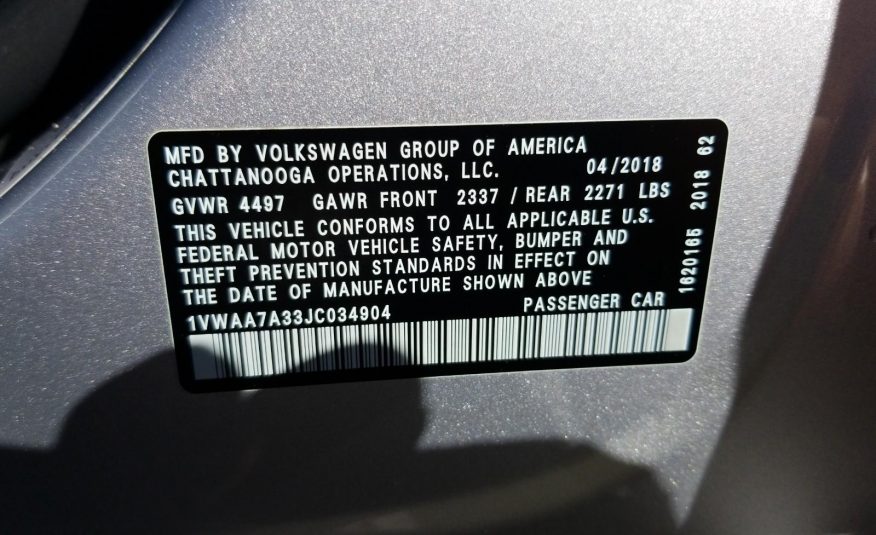 MFD BY VOLKSWAGEN GROUP OF AMERICA
CHATTANOOGA OPERATIONS, LLC. 04/2018
GVWR 4497 GAWR FRONT 2337 / REAR 2271 LBS
THIS VEHICLE CONFORMS TO ALL APPLICABLE U.S.
FEDERAL MOTOR VEHICLE SAFETY, BUMPER AND
THEFT PREVENTION STANDARDS IN EFFECT ON
THE DATE OF MANUFACTURE SHOWN ABOVE
1VWAA7A33JC034904 PASSENGER CAR
1620165 2018 62